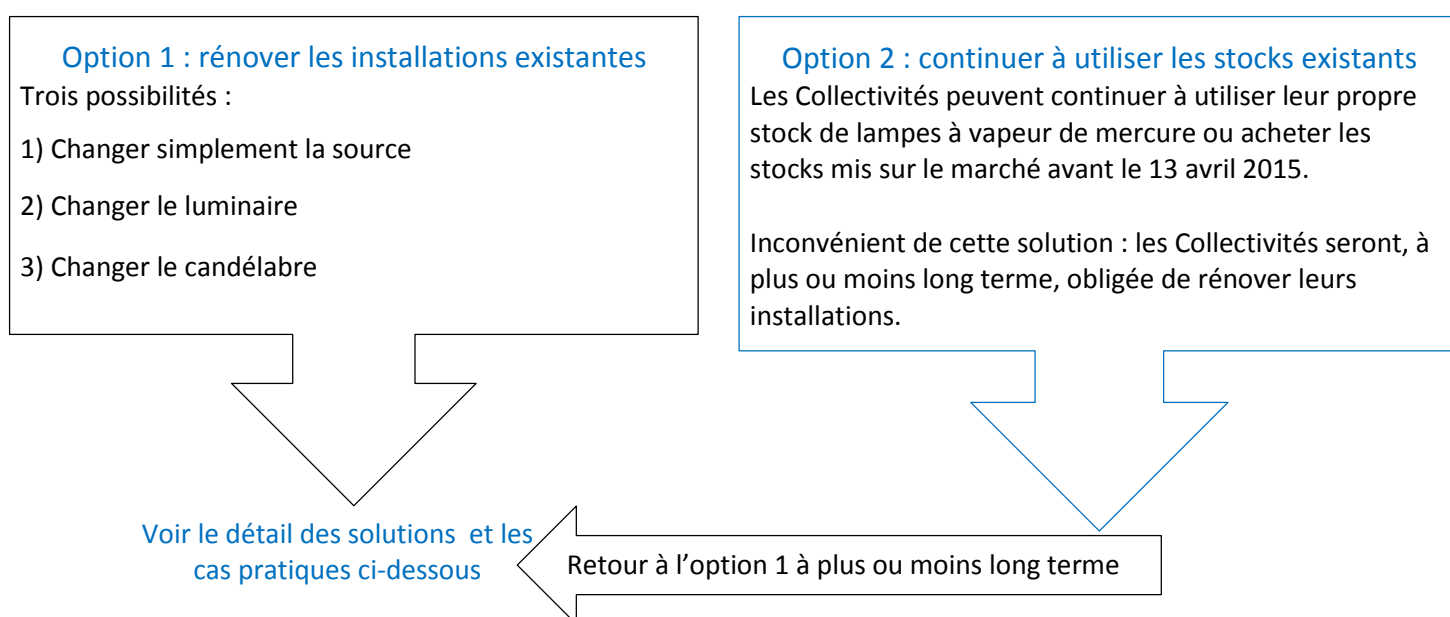 Option 1 : rénover les installations existantes
Trois possibilités :
1) Changer simplement la source
2) Changer le luminaire
3) Changer le candélabre
Option 2 : continuer à utiliser les stocks existants
Les Collectivités peuvent continuer à utiliser leur propre
stock de lampes à vapeur de mercure ou acheter les
stocks mis sur le marché avant le 13 avril 2015.
Inconvénient de cette solution : les Collectivités seront, à
plus ou moins long terme, obligée de rénover leurs
installations.
Voir le détail des solutions et les
cas pratiques ci-dessous
Retour à l’option 1 à plus ou moins long terme